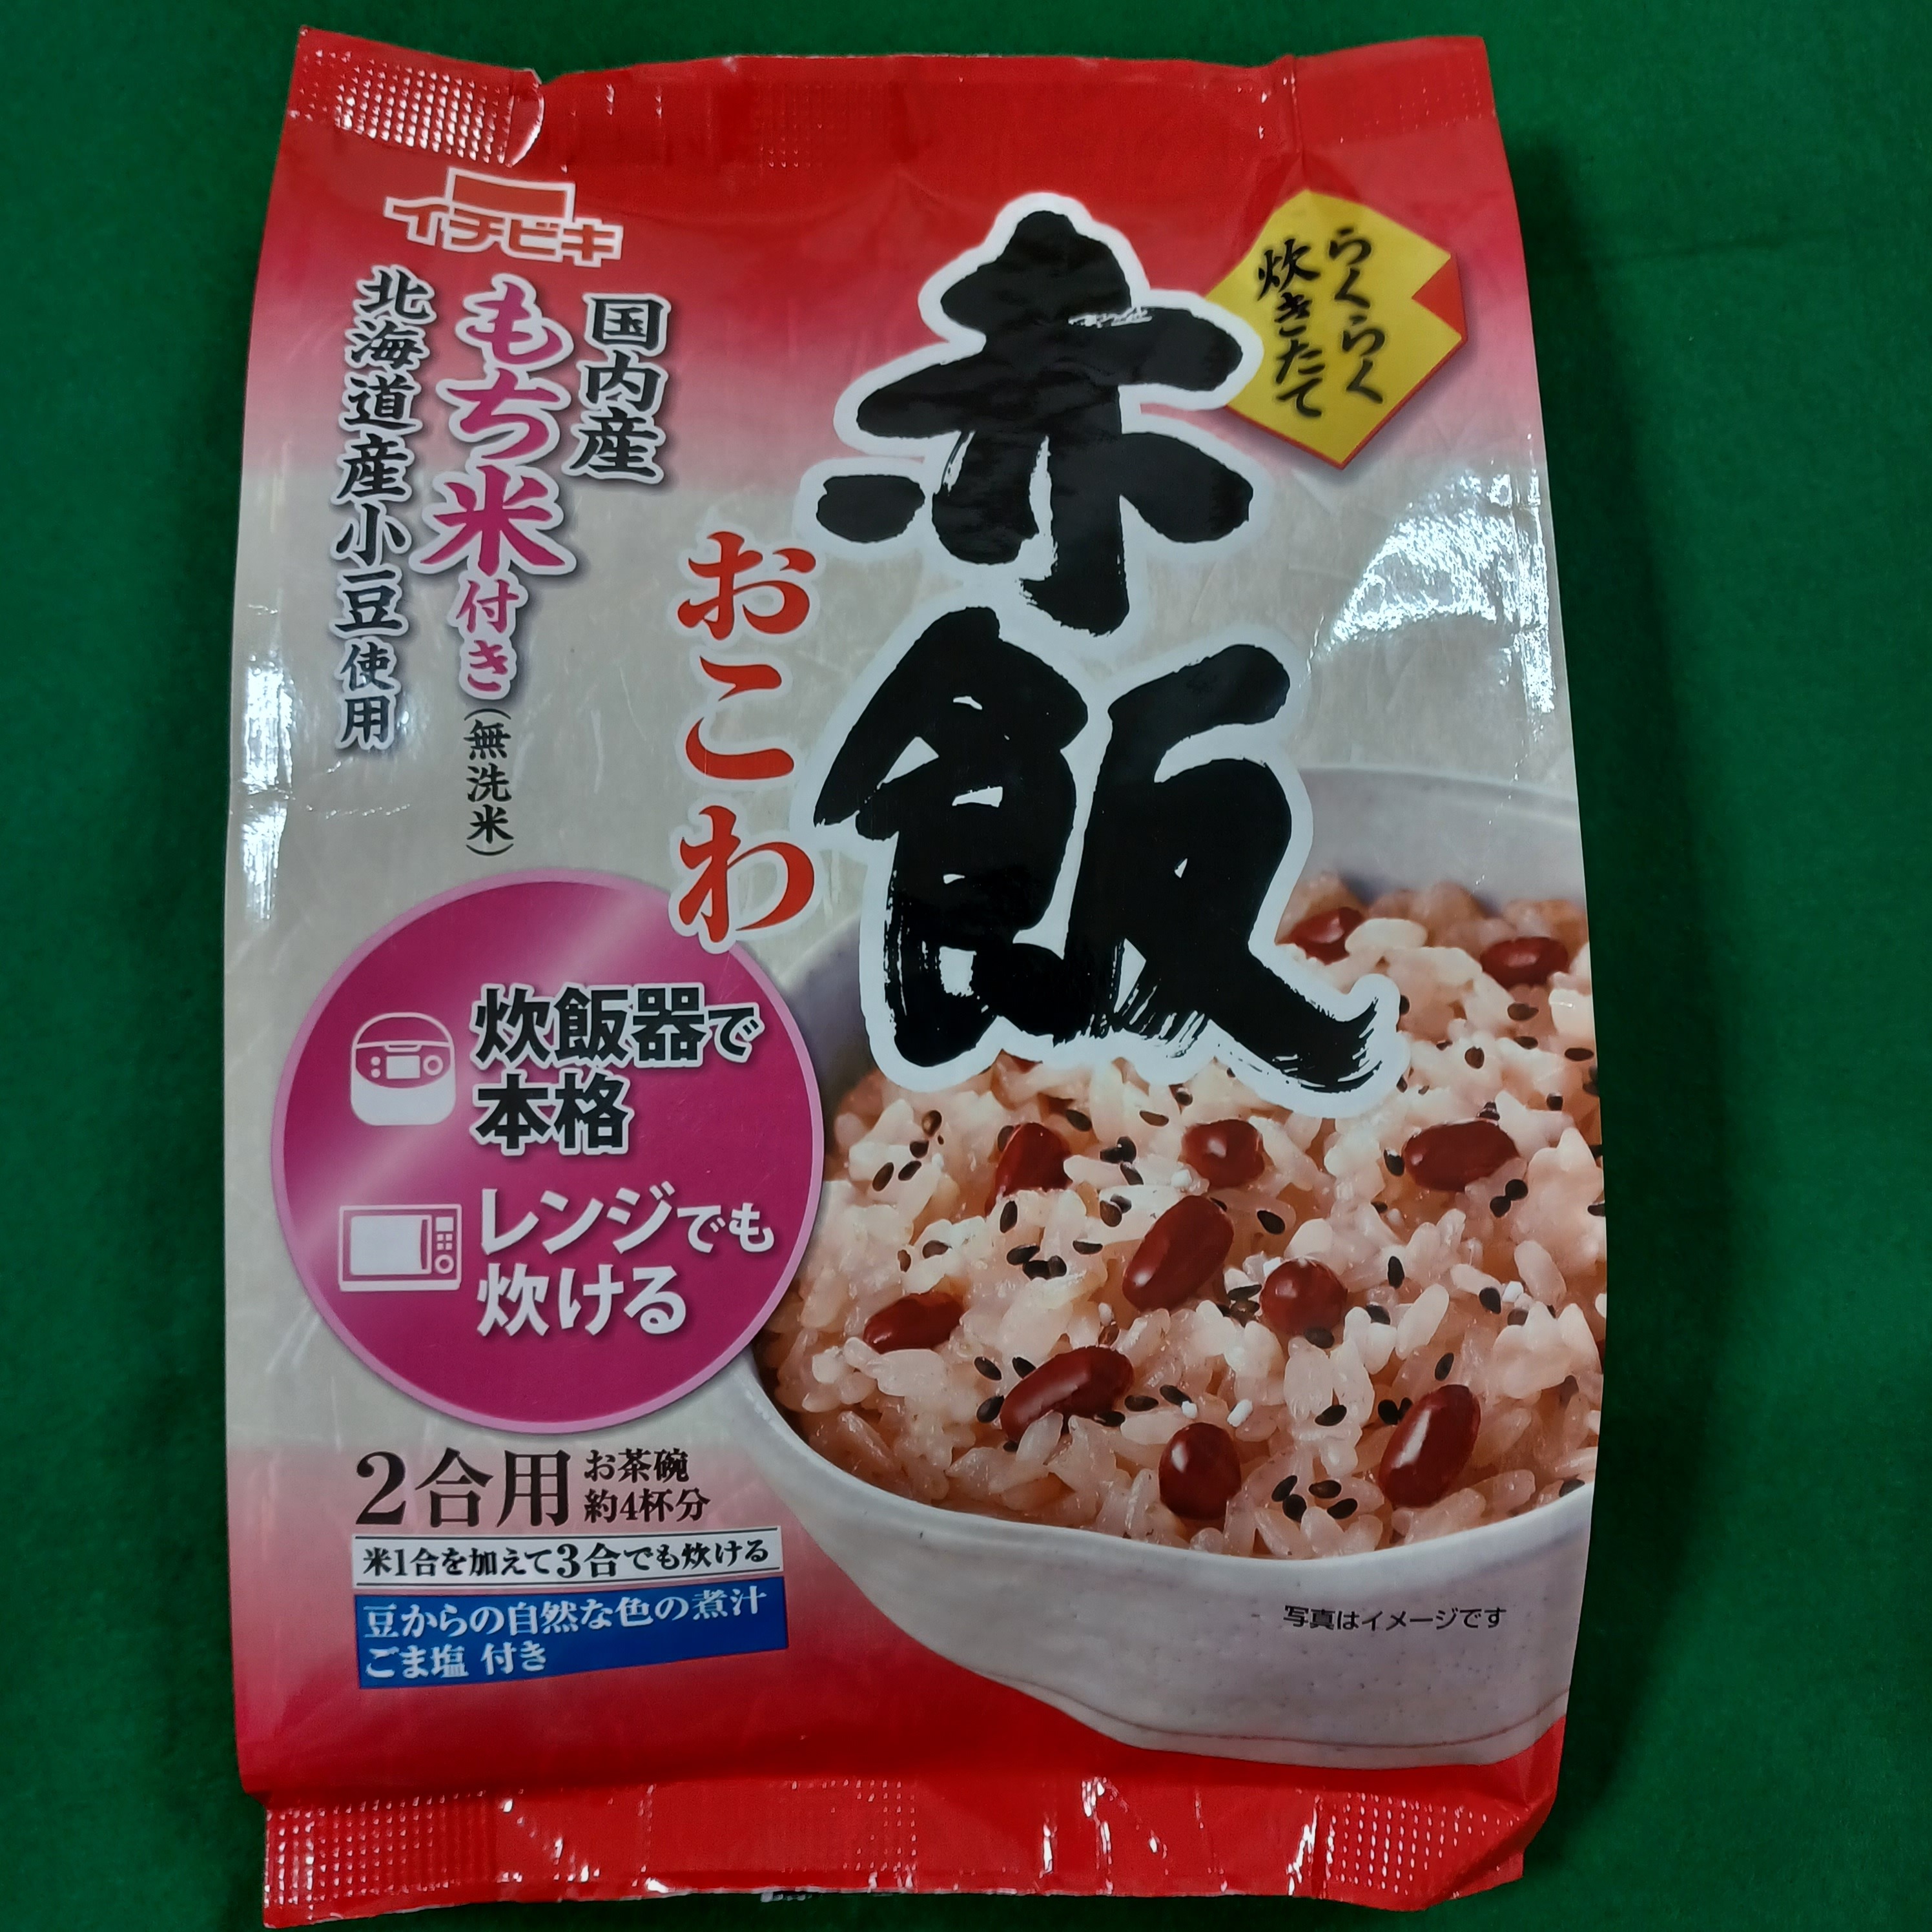 イチビキ
らくらく
炊きたて
赤飯
おこわ
国内産
もち米付き(無洗米)
北海道産小豆使用
炊飯器で
本格
レンジでも
炊ける
2合用
お茶碗
約4杯分
米1合を加えて3合でも炊ける
豆からの自然な色の煮汁
ごま塩 付き
写真はイメージです